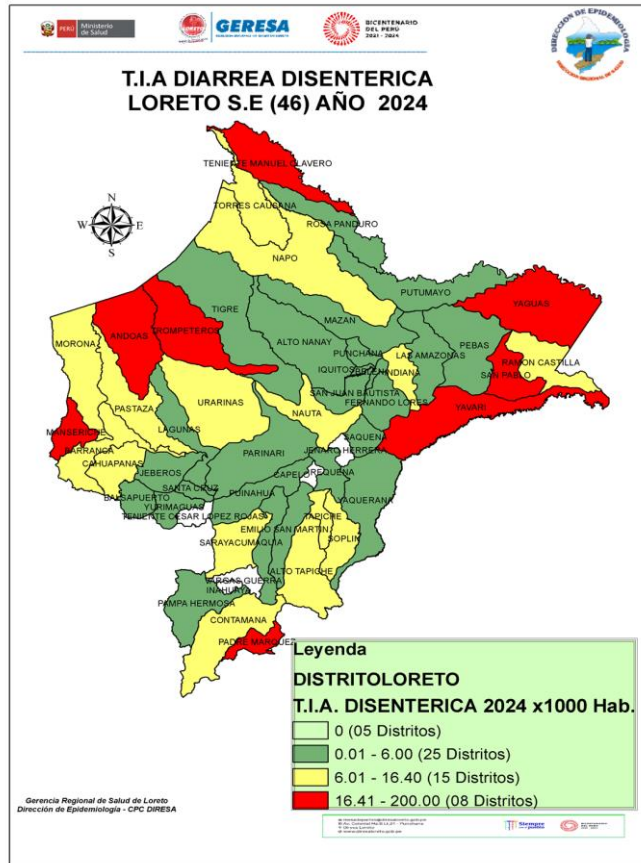 PERÚ
Ministerio
de Salud
GERESA
BICENTENARIO
DEL PERÚ
2021 - 2024
DIRECCION DE EPIDEMIOLOGÍA
T.I.A DIARREA DISENTERICA
LORETO S.E (46) AÑO 2024
N
W
E
S
TENIENTE MANUEL CLAVERO
TORRES CAUSANA
ROSA PANDURO
NAPO
PUTUMAYO
TIGRE
YAGUAS
MAZAN
TROMPETEROS
ANDOAS
MORONA
ALTO NANAY
PEBAS
PUNCHANA
LAS AMAZONAS
RAMON CASTILLA
IQUITOS
BELEN
INDIANA
SAN PABLO
SAN JUAN BAUTISTA
URARINAS
FERNANDO LORES
YAVARI
PASTAZA
NAUTA
MANSERICHE
LAGUNAS
SAQUENA
BARRANCA
PARINARI
JENARO HERRERA
CAHUAPANAS
JEBEROS
CAPELO
REQUENA
SANTA CRUZ
PUINAHUA
YAQUERANA
BALSAPUERTO
YURIMAGUAS
TENIENTE CESAR LOPEZ ROJAS
TAPICHE
EMILIO SAN MARTIN
SOPLIN
SARAYACU
MAQUIA
ALTO TAPICHE
VARGAS GUERRA
INAHUAYA
PAMPA HERMOSA
CONTAMANA
PADRE MARQUEZ
Leyenda
DISTRITOLORETO
T.I.A. DISENTERICA 2024 x1000 Hab.
0 (05 Distritos)
0.01 - 6.00 (25 Distritos)
6.01 - 16.40 (15 Distritos)
16.41 - 200.00 (08 Distritos)
Gerencia Regional de Salud de Loreto
Dirección de Epidemiología - CPC DIRESA
Siempre
con el pueblo